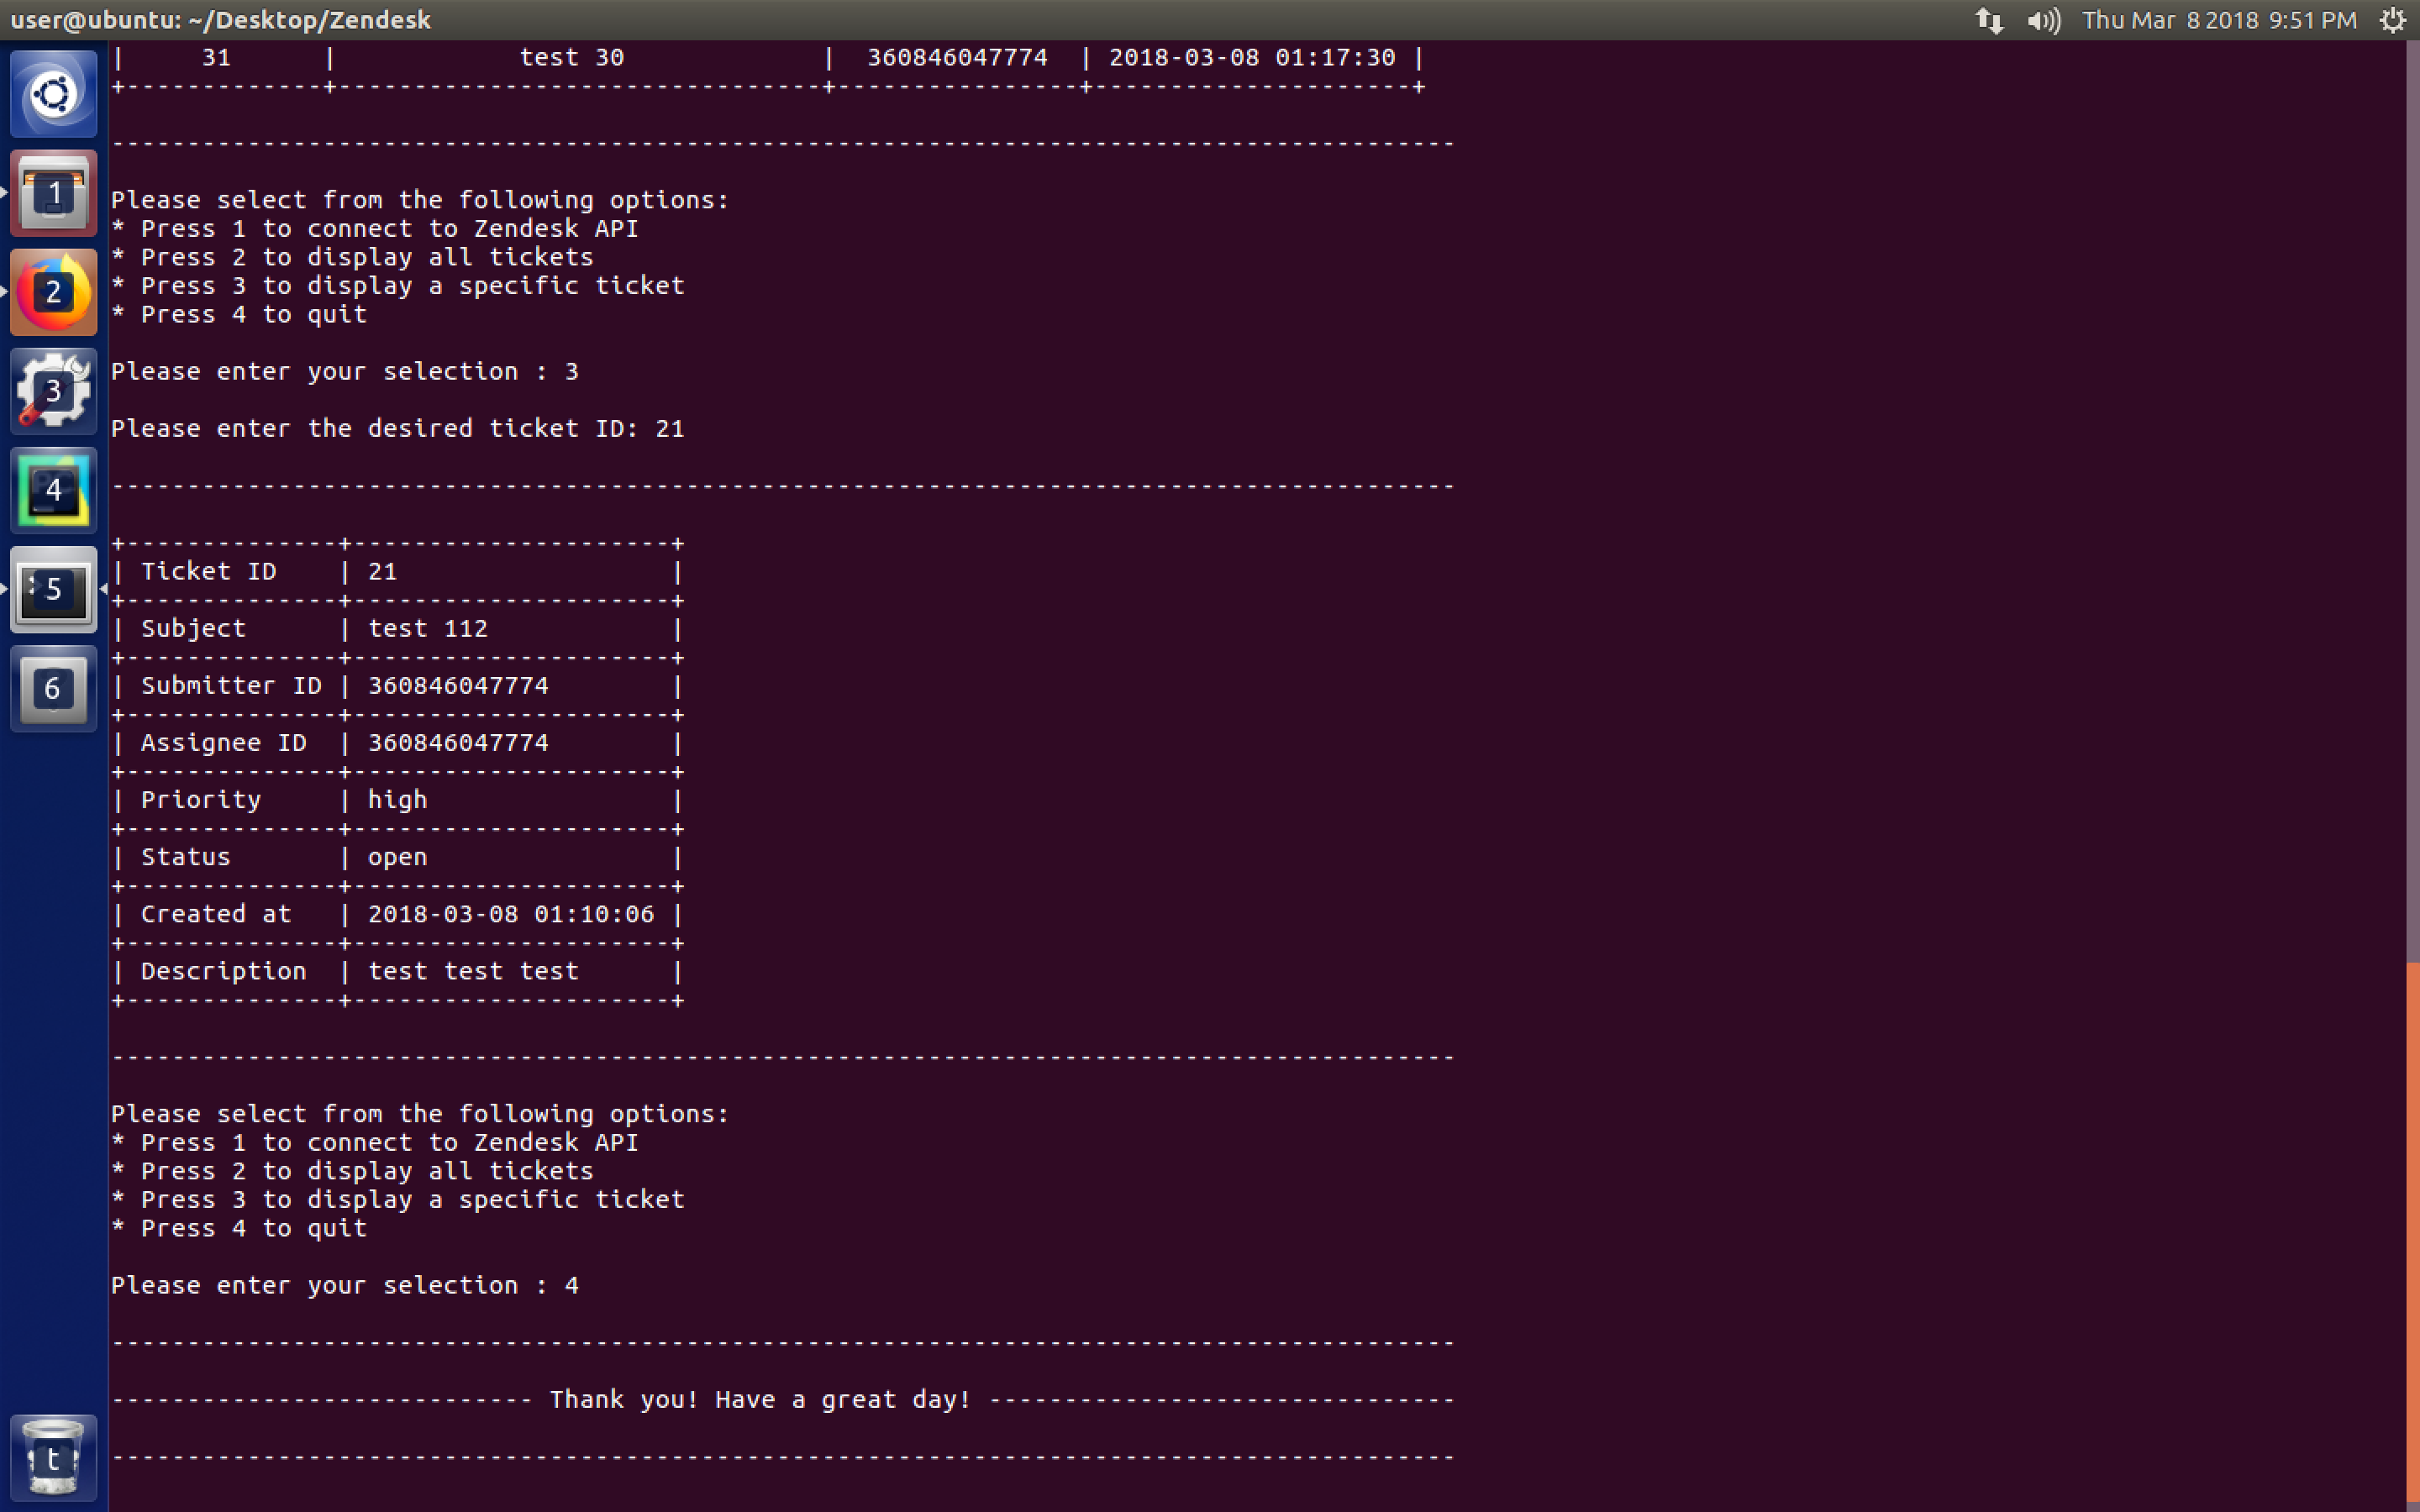 user@ubuntu: ~/Desktop/Zendesk
Thu Mar 8 2018 9:51 PM
| 31 | test 30 | 360846047774 | 2018-03-08 01:17:30 |
Please select from the following options:
* Press 1 to connect to Zendesk API
* Press 2 to display all tickets
* Press 3 to display a specific ticket
* Press 4 to quit
Please enter your selection : 3
Please enter the desired ticket ID: 21
| Ticket ID | 21 |
| Subject | test 112 |
| Submitter ID | 360846047774 |
| Assignee ID | 360846047774 |
| Priority | high |
| Status | open |
| Created at | 2018-03-08 01:10:06 |
| Description | test test test |
Please select from the following options:
* Press 1 to connect to Zendesk API
* Press 2 to display all tickets
* Press 3 to display a specific ticket
* Press 4 to quit
Please enter your selection : 4
---------------------------- Thank you! Have a great day! -------------------------------
1
2
3
4
5
6
t